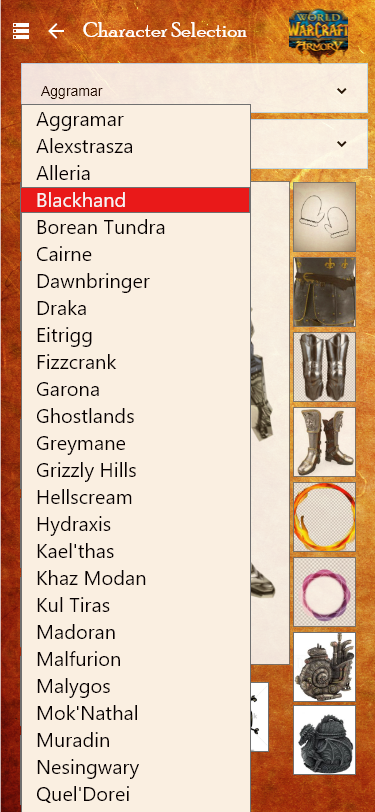 Character Selection
WORLD
OF
WARCRAFT
ARMORY
Aggramar
Aggramar
Alexstrasza
Alleria
Blackhand
Borean Tundra
Cairne
Dawnbringer
Draka
Eitrigg
Fizzcrank
Garona
Ghostlands
Greymane
Grizzly Hills
Hellscream
Hydraxis
Kael'thas
Khaz Modan
Kul Tiras
Madoran
Malfurion
Malygos
Mok'Nathal
Muradin
Nesingwary
Quel'Dorei